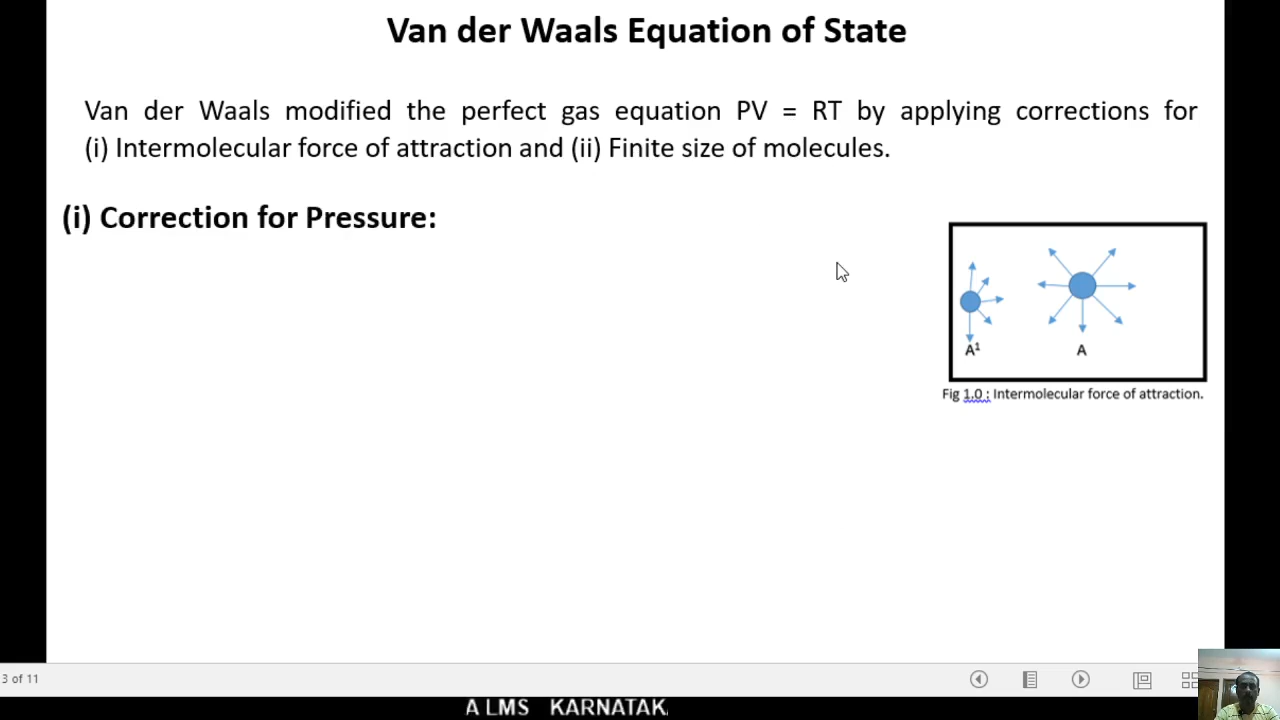 Van der Waals Equation of State
Van der Waals modified the perfect gas equation PV = RT by applying corrections for
(i) Intermolecular force of attraction and (ii) Finite size of molecules.
(i) Correction for Pressure:
A¹
A
Fig 1.0 : Intermolecular force of attraction.
3 of 11
A LMS KARNATAK